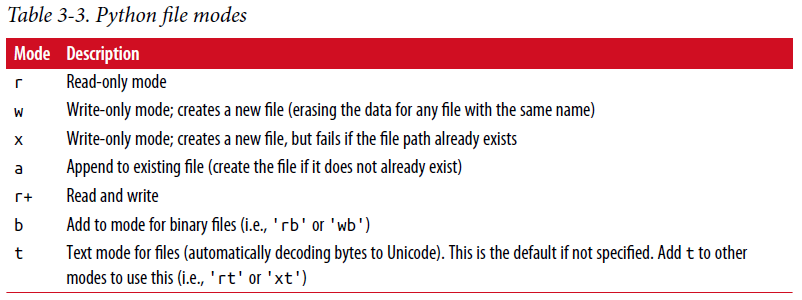 Table 3-3. Python file modes
Mode Description
r Read-only mode
w Write-only mode; creates a new file (erasing the data for any file with the same name)
x Write-only mode; creates a new file, but fails if the file path already exists
a Append to existing file (create the file if it does not already exist)
r+ Read and write
b Add to mode for binary files (i.e., 'rb' or 'wb')
t Text mode for files (automatically decoding bytes to Unicode). This is the default if not specified. Add t to other
modes to use this (i.e., 'rt' or 'xt')